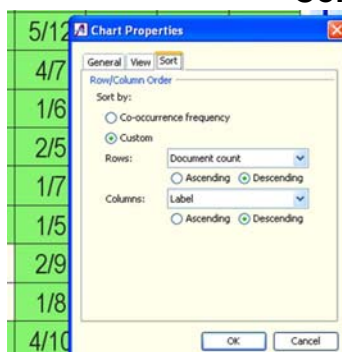 5/12
4/7
1/6
2/5
1/7
1/5
2/9
1/8
4/10
Chart Properties
General View Sort
Row/Column Order
Sort by:
Co-occurrence frequency
Custom
Rows: Document count
Ascending Descending
Columns: Label
Ascending Descending
OK Cancel